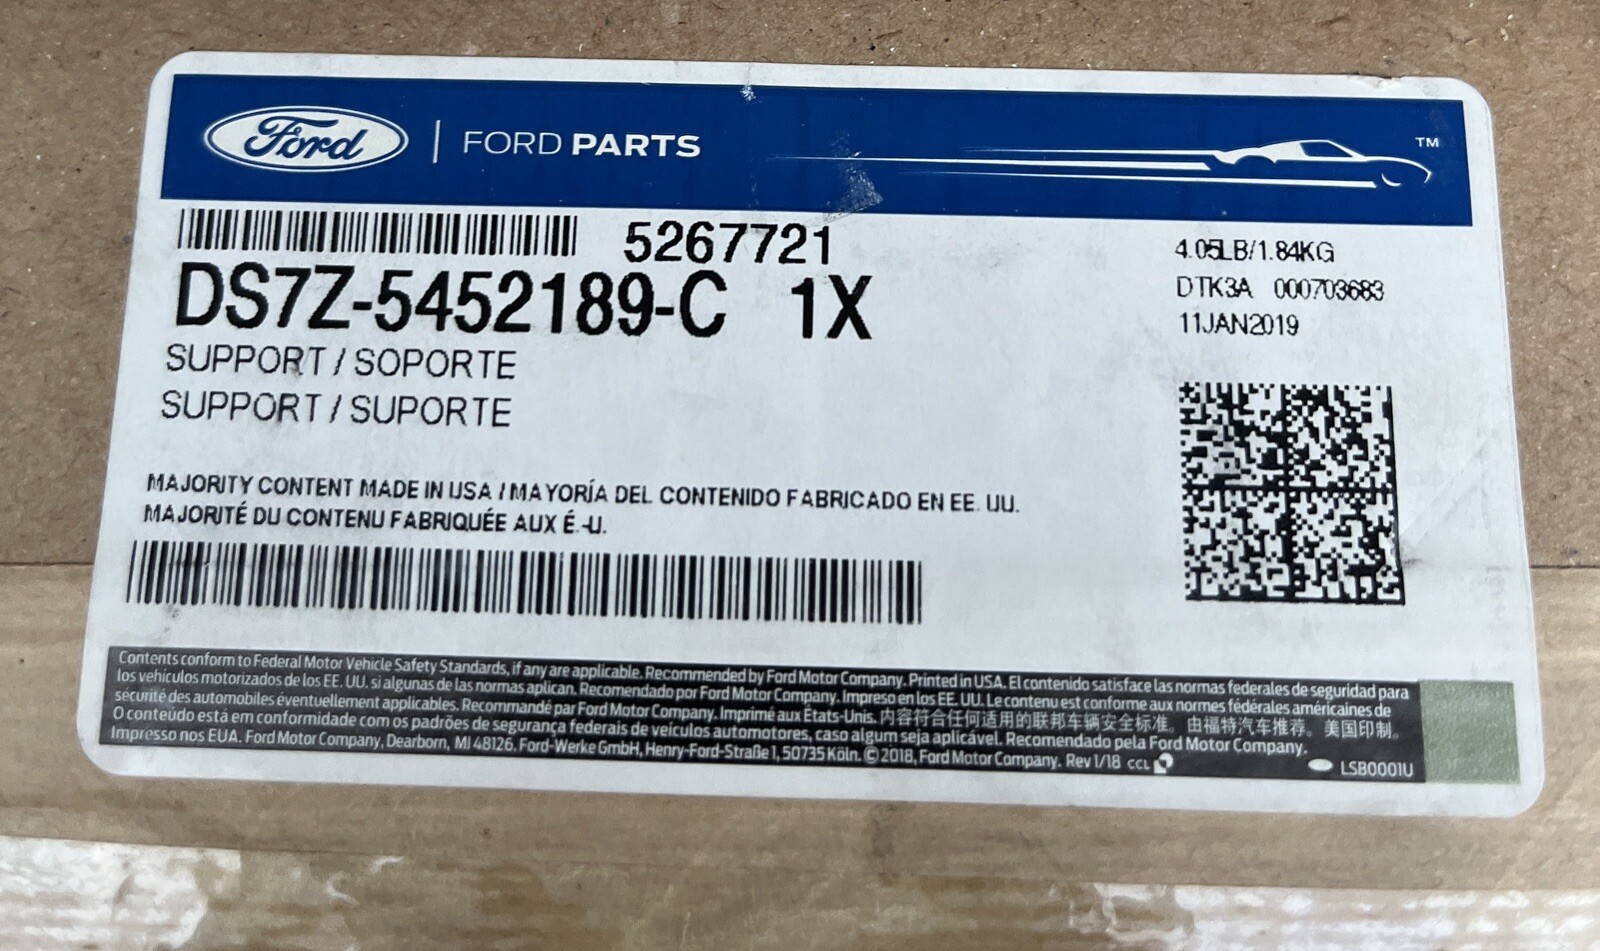 Ford | FORD PARTS
TM
5267721
DS7Z-5452189-C 1X
SUPPORT / SOPORTE
SUPPORT / SUPORTE
4.05LB/1.84KG
DTK3A 000703683
11JAN2019
MAJORITY CONTENT MADE IN USA / MAYORÍA DEL CONTENIDO FABRICADO EN EE. UU.
MAJORITÉ DU CONTENU FABRIQUÉE AUX É.-U.
Contents conform to Federal Motor Vehicle Safety Standards, if any are applicable. Recommended by Ford Motor Company. Printed in USA. El contenido satisface las normas federales de seguridad para
los vehículos motorizados de los EE. UU. si algunas de las normas aplican. Recomendado por Ford Motor Company. Impreso en los EE. UU. Le contenu est conforme aux normes fédérales américaines de
sécurité des automobiles éventuellement applicables. Recommandé par Ford Motor Company. Imprimé aux États-Unis. 内容符合任何适用的联邦车辆安全标准。由福特汽车推荐。美国印制。
O conteúdo está em conformidade com os padrões de segurança federais de veículos automotores, caso algum seja aplicável. Recomendado pela Ford Motor Company.
Impresso nos EUA. Ford Motor Company, Dearborn, MI 48126. Ford-Werke GmbH, Henry-Ford-Straße 1, 50735 Köln. © 2018, Ford Motor Company. Rev 1/18 CCL
LSB0001U